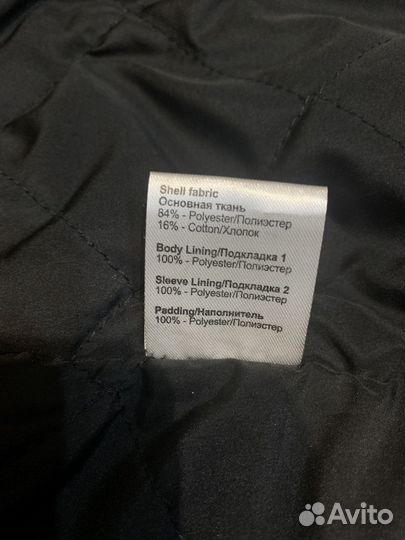 Shell fabric
Основная ткань
84% - Polyester/Полиэстер
16% - Cotton/Хлопок
Body Lining/Подкладка 1
100% - Polyester/Полиэстер
Sleeve Lining/Подкладка 2
100% - Polyester/Полиэстер
Padding/Наполнитель
100% - Polyester/Полиэстер
Avito